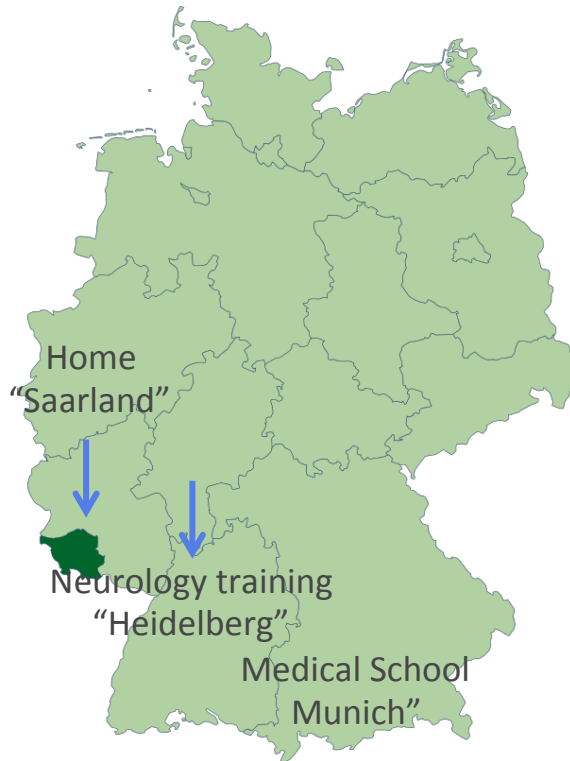 Home
“Saarland”
Neurology training
“Heidelberg”
Medical School
Munich”